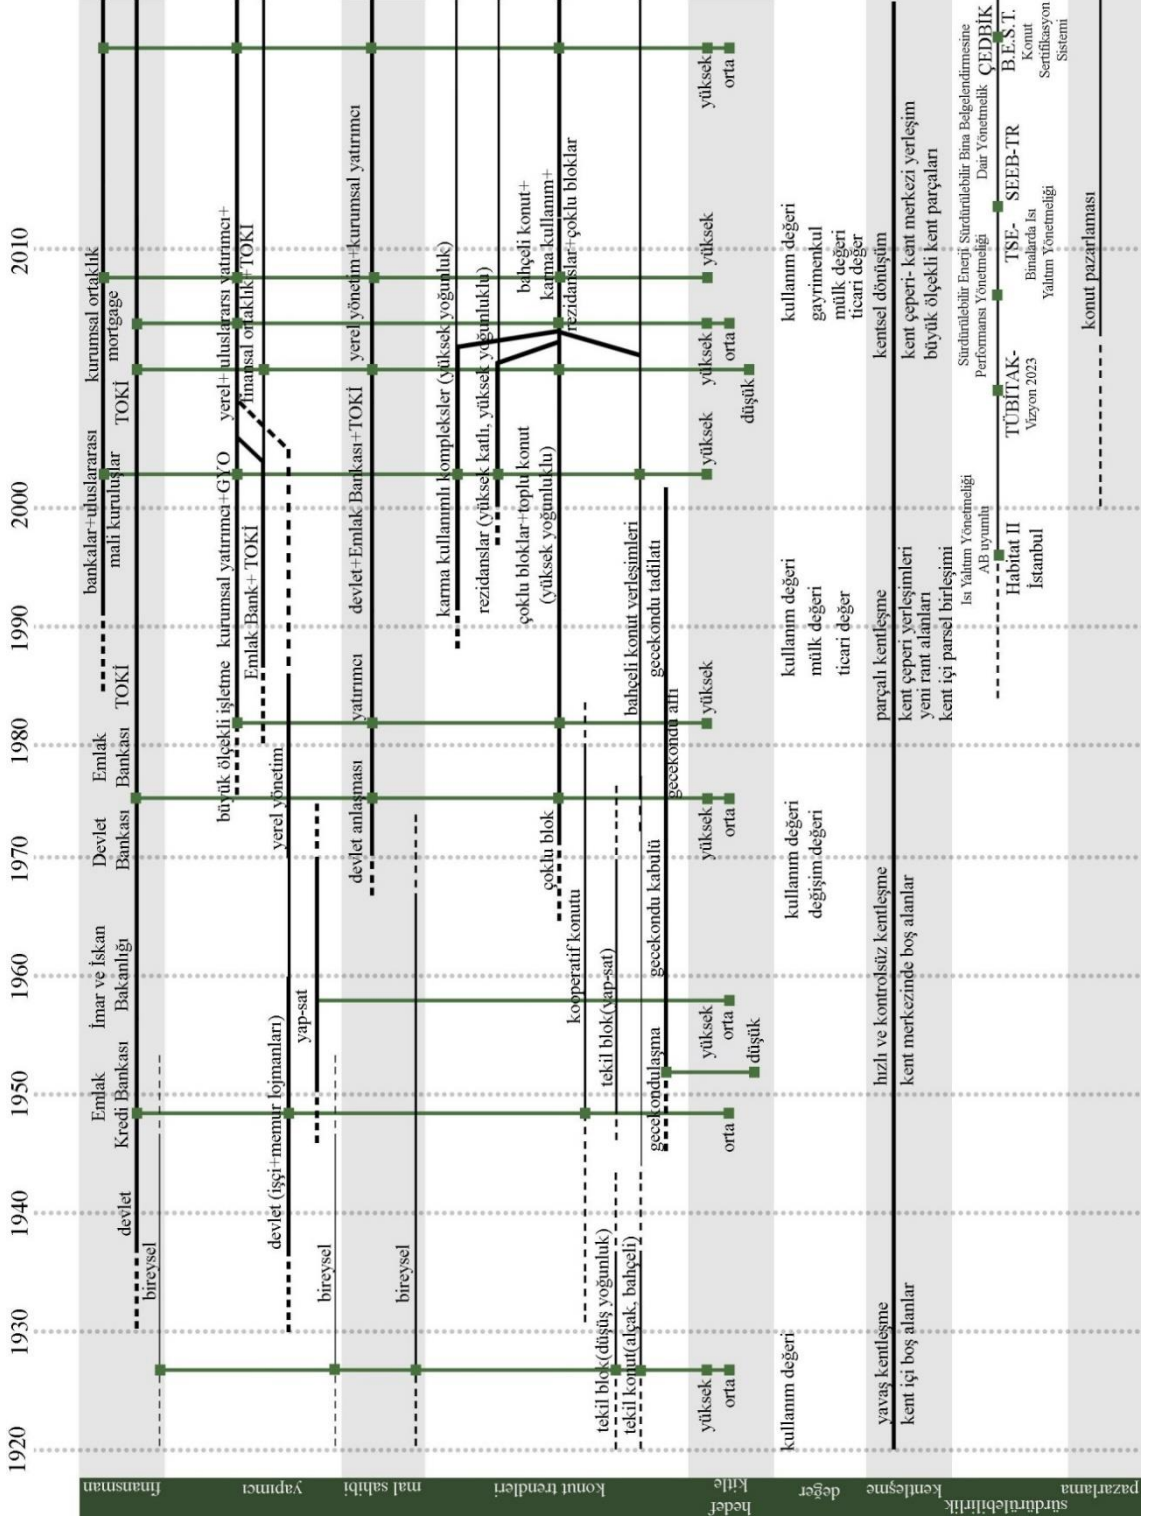 1920
1930
1940
1950
1960
1970
1980
1990
2000
2010
finansman
devlet
bireysel
Emlak
Kredi Bankası
İmar ve İskan
Bakanlığı
Devlet
Bankası
Emlak
Bankası
TOKİ
bankalar+uluslararası
mali kuruluşlar
TOKİ
mortgage
kurumsal ortaklık
yapımcı
devlet (işçi+memur lojmanları)
bireysel
yap-sat
yerel yönetim
büyük ölçekli işletme
kurumsal yatırımcı+GYO
Emlak Bank+ TOKİ
yerel+ uluslararsı yatırımcı+
finansal ortaklık+TOKİ
mal sahibi
bireysel
devlet anlaşması
yatırımcı
devlet+Emlak Bankası+TOKİ
yerel yönetim+kurumsal yatırımcı
konut trendleri
tekil blok(düşüş yoğunluk)
tekil konut(alçak, bahçeli)
kooperatif konutu
tekil blok(yap-sat)
gecekondulaşma
gecekondu kabulü
çoklu blok
gecekondu affı
gecekondu tadilatı
bahçeli konut yerleşimleri
karma kullanımlı kompleksler (yüksek yoğunluk)
rezidanslar (yüksek katlı, yüksek yoğunluklu)
çoklu bloklar+toplu konut
(yüksek yoğunluklu)
bahçeli konut+
karma kullanım+
rezidanslar+çoklu bloklar
hedef
kitle
yüksek
orta
orta
düşük
yüksek
orta
yüksek
orta
yüksek
yüksek
düşük
yüksek
orta
yüksek
yüksek
orta
değer
kullanım değeri
kullanım değeri
değişim değeri
kullanım değeri
mülk değeri
ticari değer
kullanım değeri
gayrimenkul
mülk değeri
ticari değer
kentleşme
yavaş kentleşme
kent içi boş alanlar
hızlı ve kontrolsüz kentleşme
kent merkezinde boş alanlar
parçalı kentleşme
kent çeperi yerleşimleri
yeni rant alanları
kent içi parsel birleşimi
kentsel dönüşüm
kent çeperi- kent merkezi yerleşim
büyük ölçekli kent parçaları
sürdürülebilirlik
Isı Yalıtım Yönetmeliği
AB uyumlu
Habitat II
İstanbul
TÜBİTAK-
Vizyon 2023
Sürdürülebilir Enerji Sürdürülebilir Bina Belgelendirmesine
Performansı Yönetmeliği
Dair Yönetmelik
TSE-
Binalarda Isı
Yalıtım Yönetmeliği
SEEB-TR
ÇEDBİK
B.E.S.T.
Konut
Sertifikasyon
Sistemi
pazarlama
konut pazarlaması